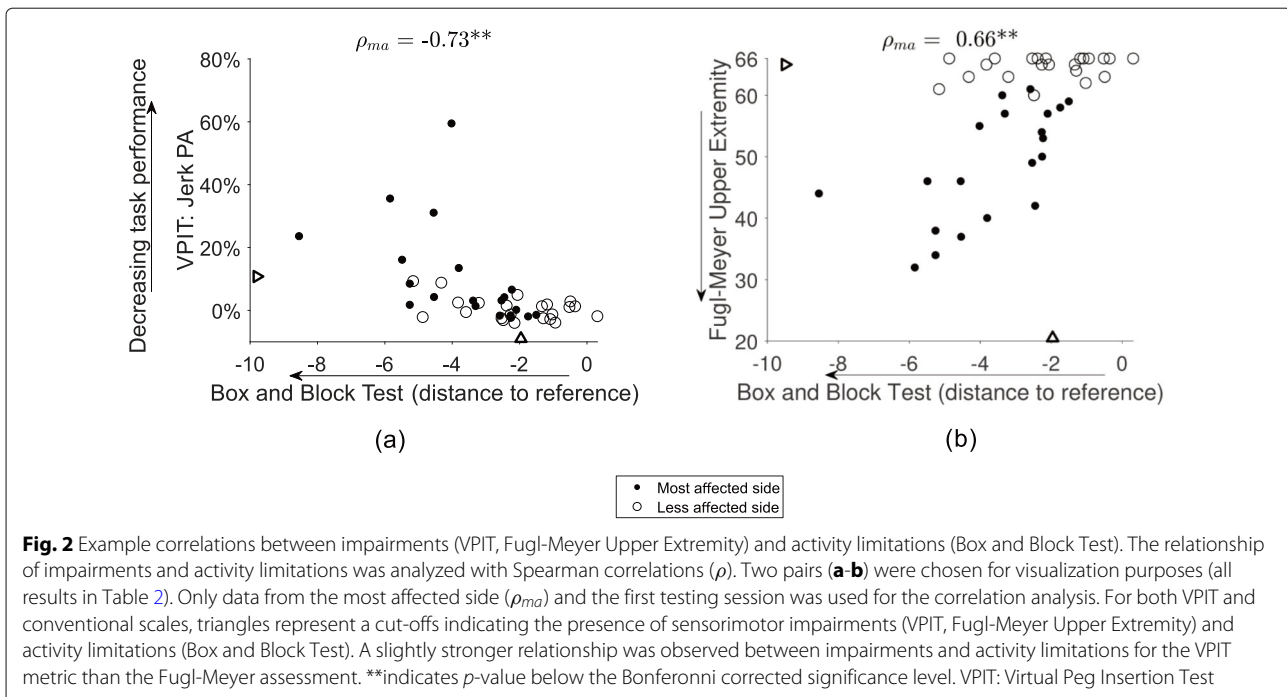 ρma = -0.73**
80%
60%
40%
20%
0%
-10 -8 -6 -4 -2 0
Decreasing task performance
VPIT: Jerk PA
Box and Block Test (distance to reference)
(a)
ρma = 0.66**
66
60
50
40
30
20
-10 -8 -6 -4 -2 0
Fugl-Meyer Upper Extremity
Box and Block Test (distance to reference)
(b)
Most affected side
Less affected side
Fig. 2 Example correlations between impairments (VPIT, Fugl-Meyer Upper Extremity) and activity limitations (Box and Block Test). The relationship
of impairments and activity limitations was analyzed with Spearman correlations (ρ). Two pairs (a-b) were chosen for visualization purposes (all
results in Table 2). Only data from the most affected side (ρma) and the first testing session was used for the correlation analysis. For both VPIT and
conventional scales, triangles represent a cut-offs indicating the presence of sensorimotor impairments (VPIT, Fugl-Meyer Upper Extremity) and
activity limitations (Box and Block Test). A slightly stronger relationship was observed between impairments and activity limitations for the VPIT
metric than the Fugl-Meyer assessment. **indicates p-value below the Bonferonni corrected significance level. VPIT: Virtual Peg Insertion Test